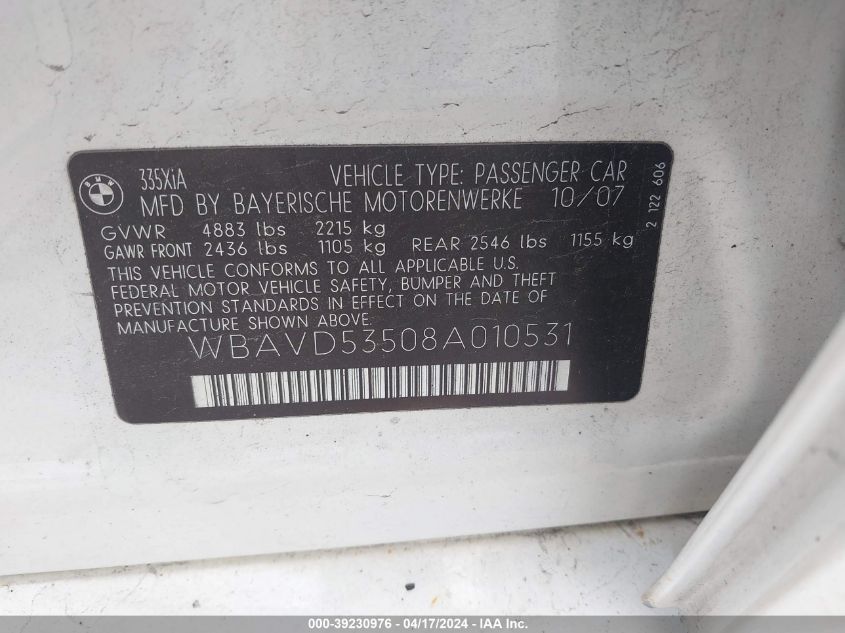 BMW
335XiA VEHICLE TYPE: PASSENGER CAR
MFD BY BAYERISCHE MOTORENWERKE 10/07
GVWR 4883 lbs 2215 kg
GAWR FRONT 2436 lbs 1105 kg REAR 2546 lbs 1155 kg
THIS VEHICLE CONFORMS TO ALL APPLICABLE U.S.
FEDERAL MOTOR VEHICLE SAFETY, BUMPER AND THEFT
PREVENTION STANDARDS IN EFFECT ON THE DATE OF
MANUFACTURE SHOWN ABOVE.
WBAVD53508A010531
2 122 606
000-39230976 - 04/17/2024 - IAA, Inc.